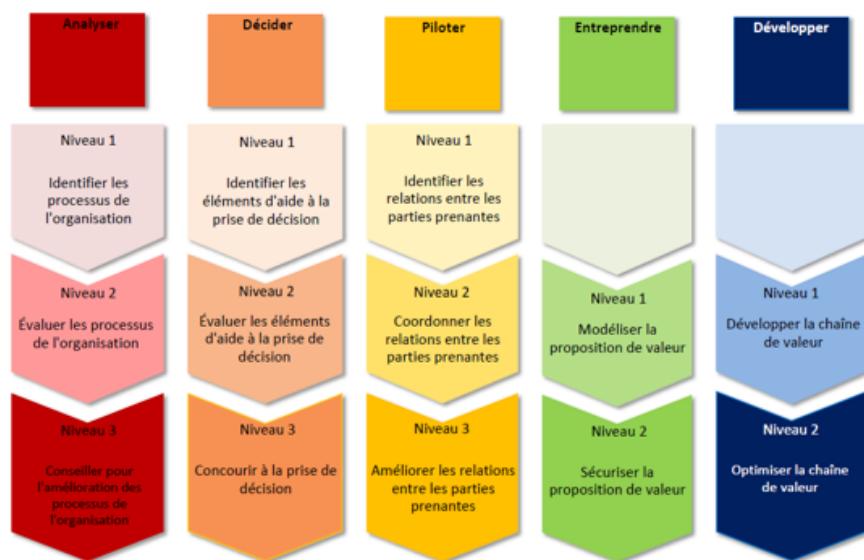 Analyser
Décider
Piloter
Entreprendre
Développer
Niveau 1
Identifier les
processus de
l'organisation
Niveau 1
Identifier les
éléments d'aide à la
prise de décision
Niveau 1
Identifier les
relations entre les
parties prenantes
Niveau 2
Évaluer les processus
de l'organisation
Niveau 2
Évaluer les éléments
d'aide à la prise de
décision
Niveau 2
Coordonner les
relations entre les
parties prenantes
Niveau 1
Modéliser la
proposition de valeur
Niveau 1
Développer la chaîne
de valeur
Niveau 3
Conseiller pour
l'amélioration des
processus de
l'organisation
Niveau 3
Concourir à la prise de
décision
Niveau 3
Améliorer les relations
entre les parties
prenantes
Niveau 2
Sécuriser la
proposition de valeur
Niveau 2
Optimiser la chaîne
de valeur